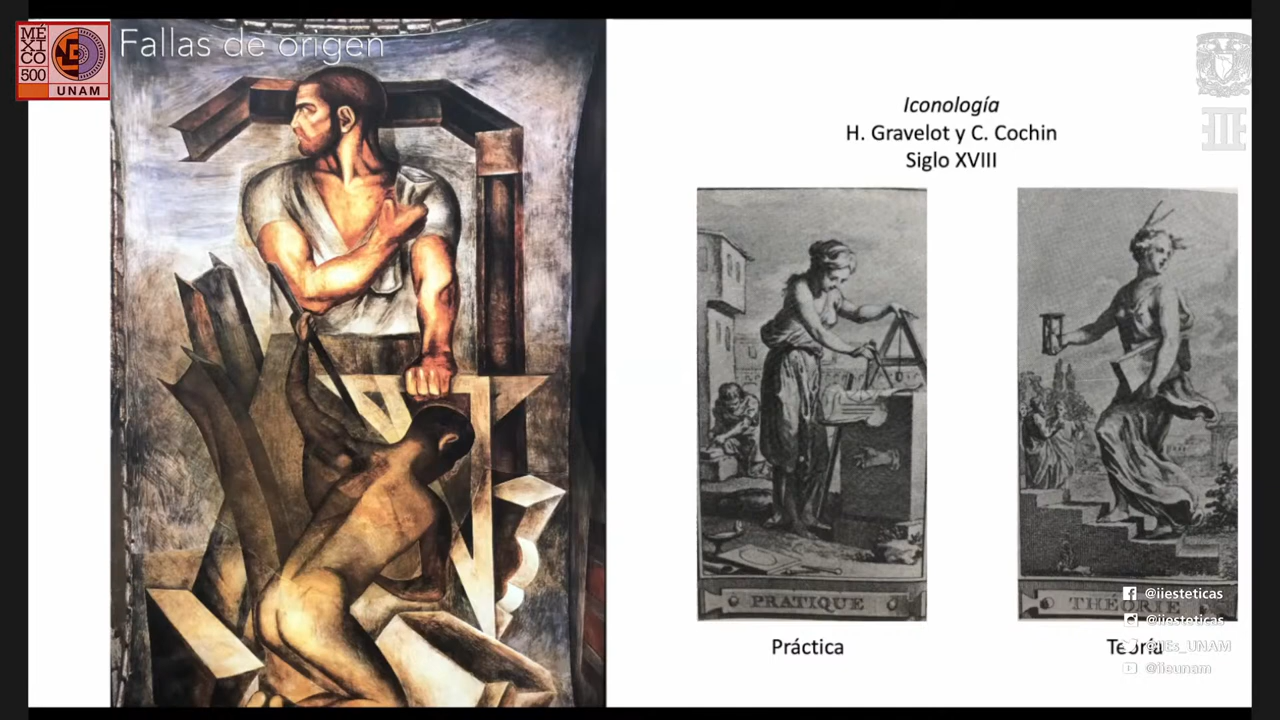 MÉ
XI
CO
500
UNAM
Fallas de origen
Iconología
H. Gravelot y C. Cochin
Siglo XVIII
PRATIQUE
THÉORIE
Práctica
Teoría
@iiesteticas
@iiesteticas
@IIEs_UNAM
@iieunam